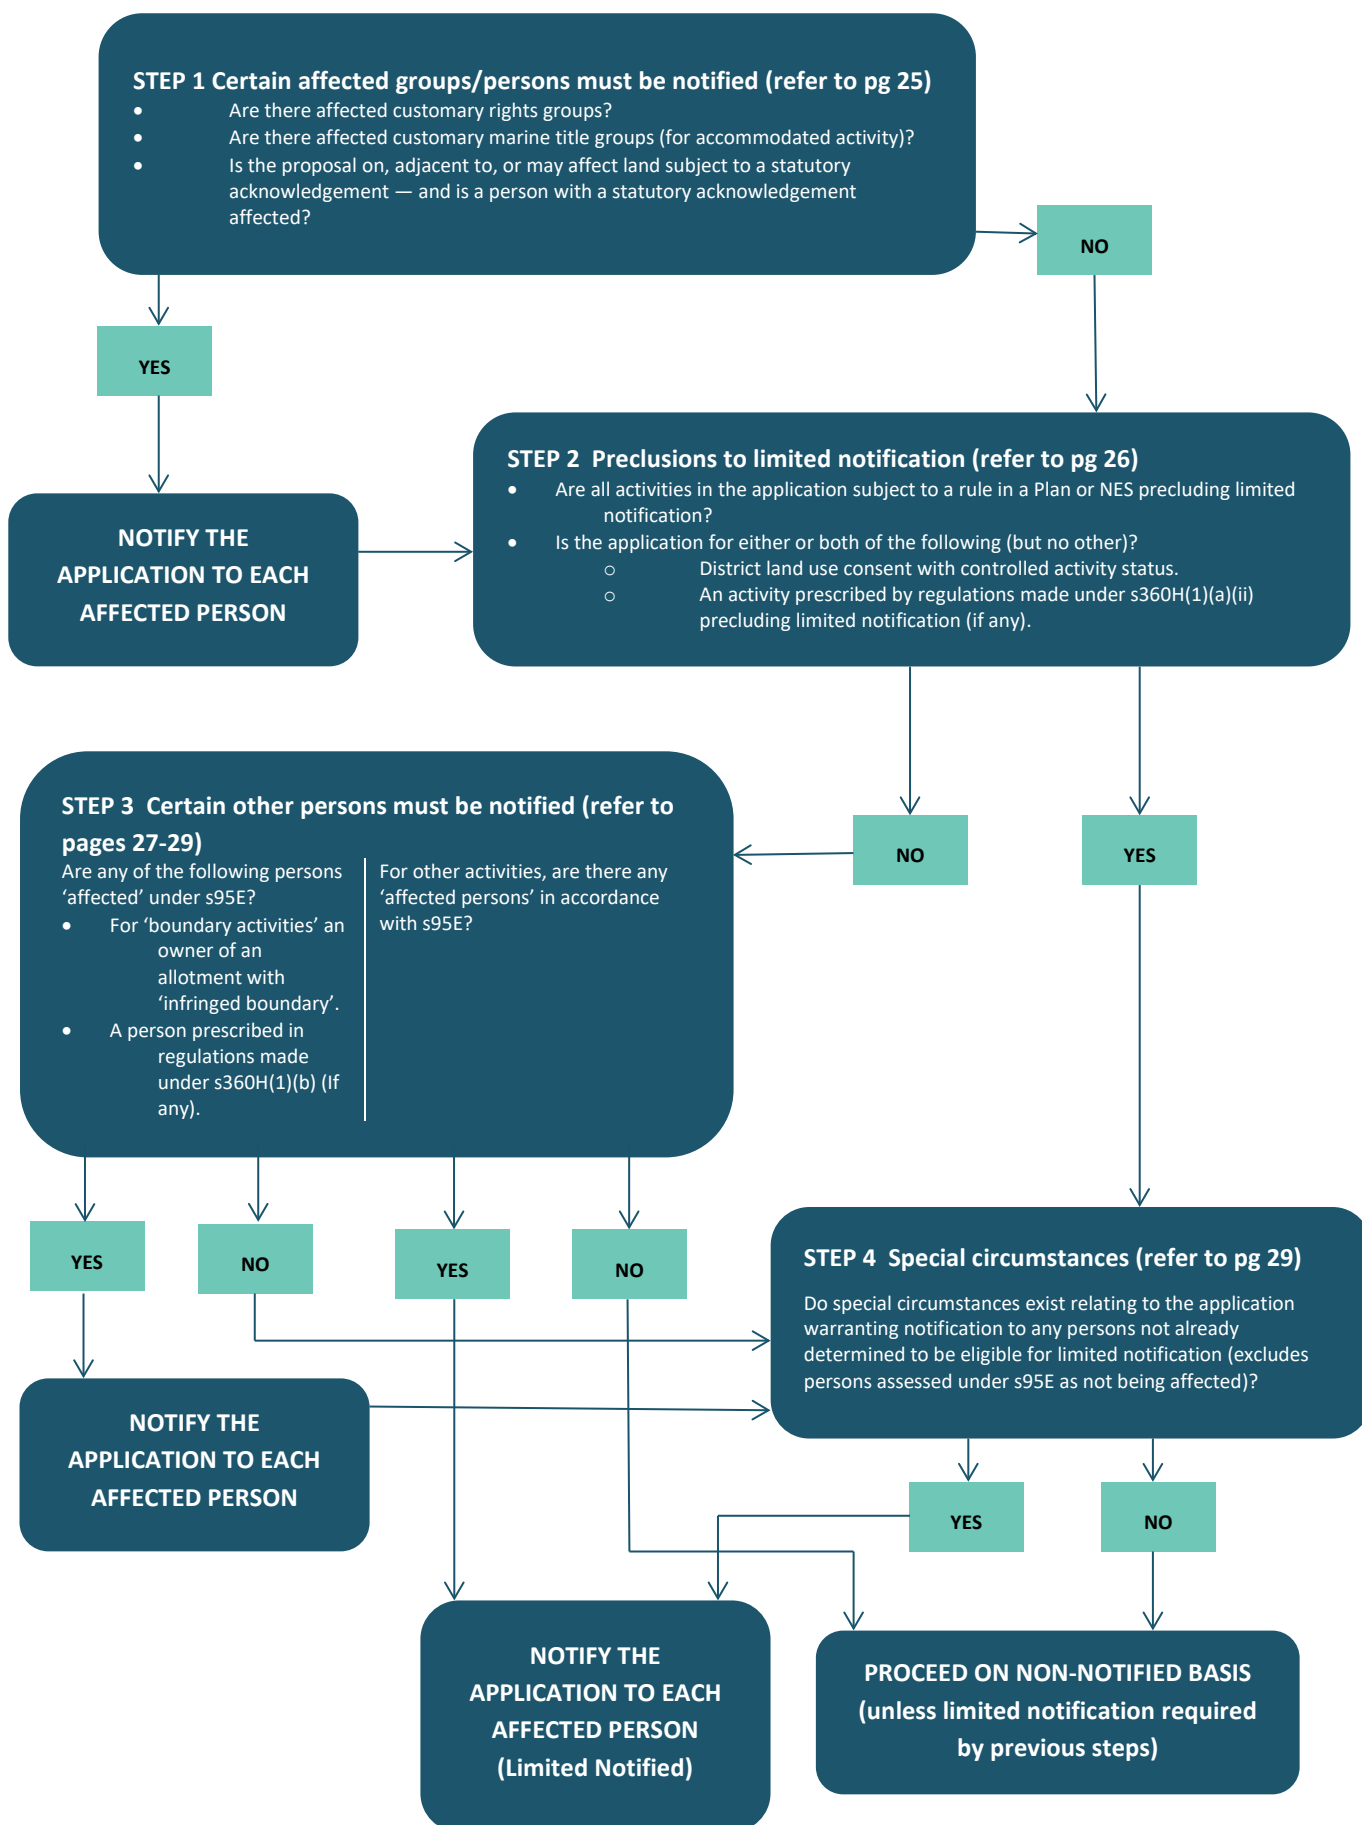 STEP 1 Certain affected groups/persons must be notified (refer to pg 25)
• Are there affected customary rights groups?
• Are there affected customary marine title groups (for accommodated activity)?
• Is the proposal on, adjacent to, or may affect land subject to a statutory
acknowledgement — and is a person with a statutory acknowledgement
affected?
NO
YES
STEP 2 Preclusions to limited notification (refer to pg 26)
• Are all activities in the application subject to a rule in a Plan or NES precluding limited
notification?
• Is the application for either or both of the following (but no other)?
o District land use consent with controlled activity status.
o An activity prescribed by regulations made under s360H(1)(a)(ii)
precluding limited notification (if any).
NOTIFY THE
APPLICATION TO EACH
AFFECTED PERSON
STEP 3 Certain other persons must be notified (refer to
pages 27-29)
Are any of the following persons
‘affected’ under s95E?
• For ‘boundary activities’ an
owner of an
allotment with
‘infringed boundary’.
• A person prescribed in
regulations made
under s360H(1)(b) (If
any).
For other activities, are there any
‘affected persons’ in accordance
with s95E?
NO
YES
YES
NO
YES
NO
STEP 4 Special circumstances (refer to pg 29)
Do special circumstances exist relating to the application
warranting notification to any persons not already
determined to be eligible for limited notification (excludes
persons assessed under s95E as not being affected)?
NOTIFY THE
APPLICATION TO EACH
AFFECTED PERSON
YES
NO
NOTIFY THE
APPLICATION TO EACH
AFFECTED PERSON
(Limited Notified)
PROCEED ON NON-NOTIFIED BASIS
(unless limited notification required
by previous steps)